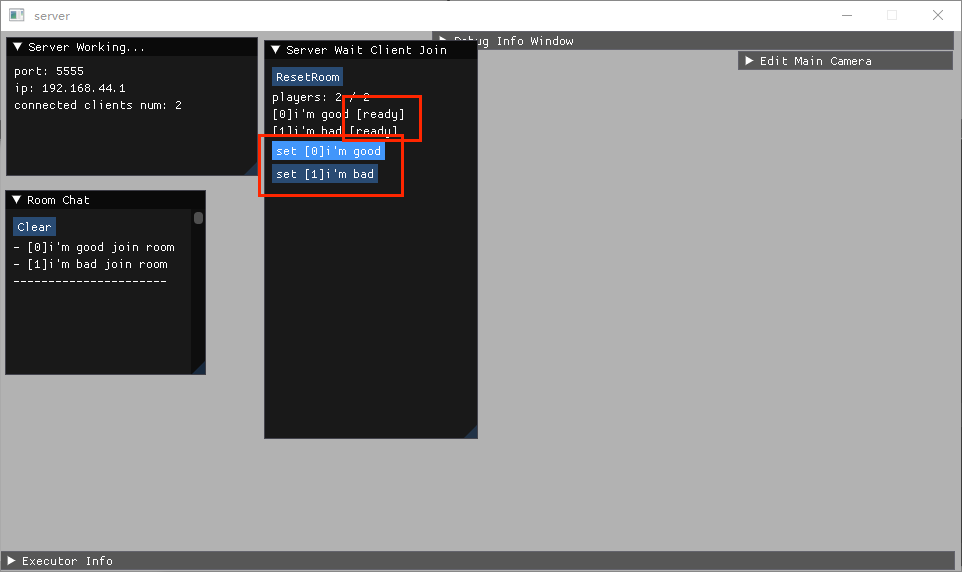 server
Server Working...
port: 5555
ip: 192.168.44.1
connected clients num: 2
Room Chat
Clear
- [0]i'm good join room
- [1]i'm bad join room
----------------------
Server Wait Client Join
ResetRoom
players: 2 / 2
[0]i'm good [ready]
[1]i'm bad [ready]
set [0]i'm good
set [1]i'm bad
Debug Info Window
Edit Main Camera
Executor Info